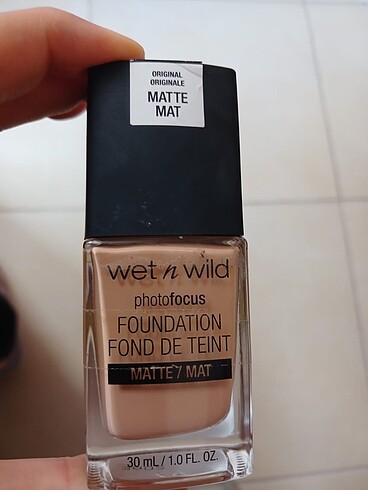 ORIGINAL
ORIGINALE
MATTE
MAT
wet n wild
photofocus
FOUNDATION
FOND DE TEINT
MATTE / MAT
30 mL / 1.0 FL. OZ.